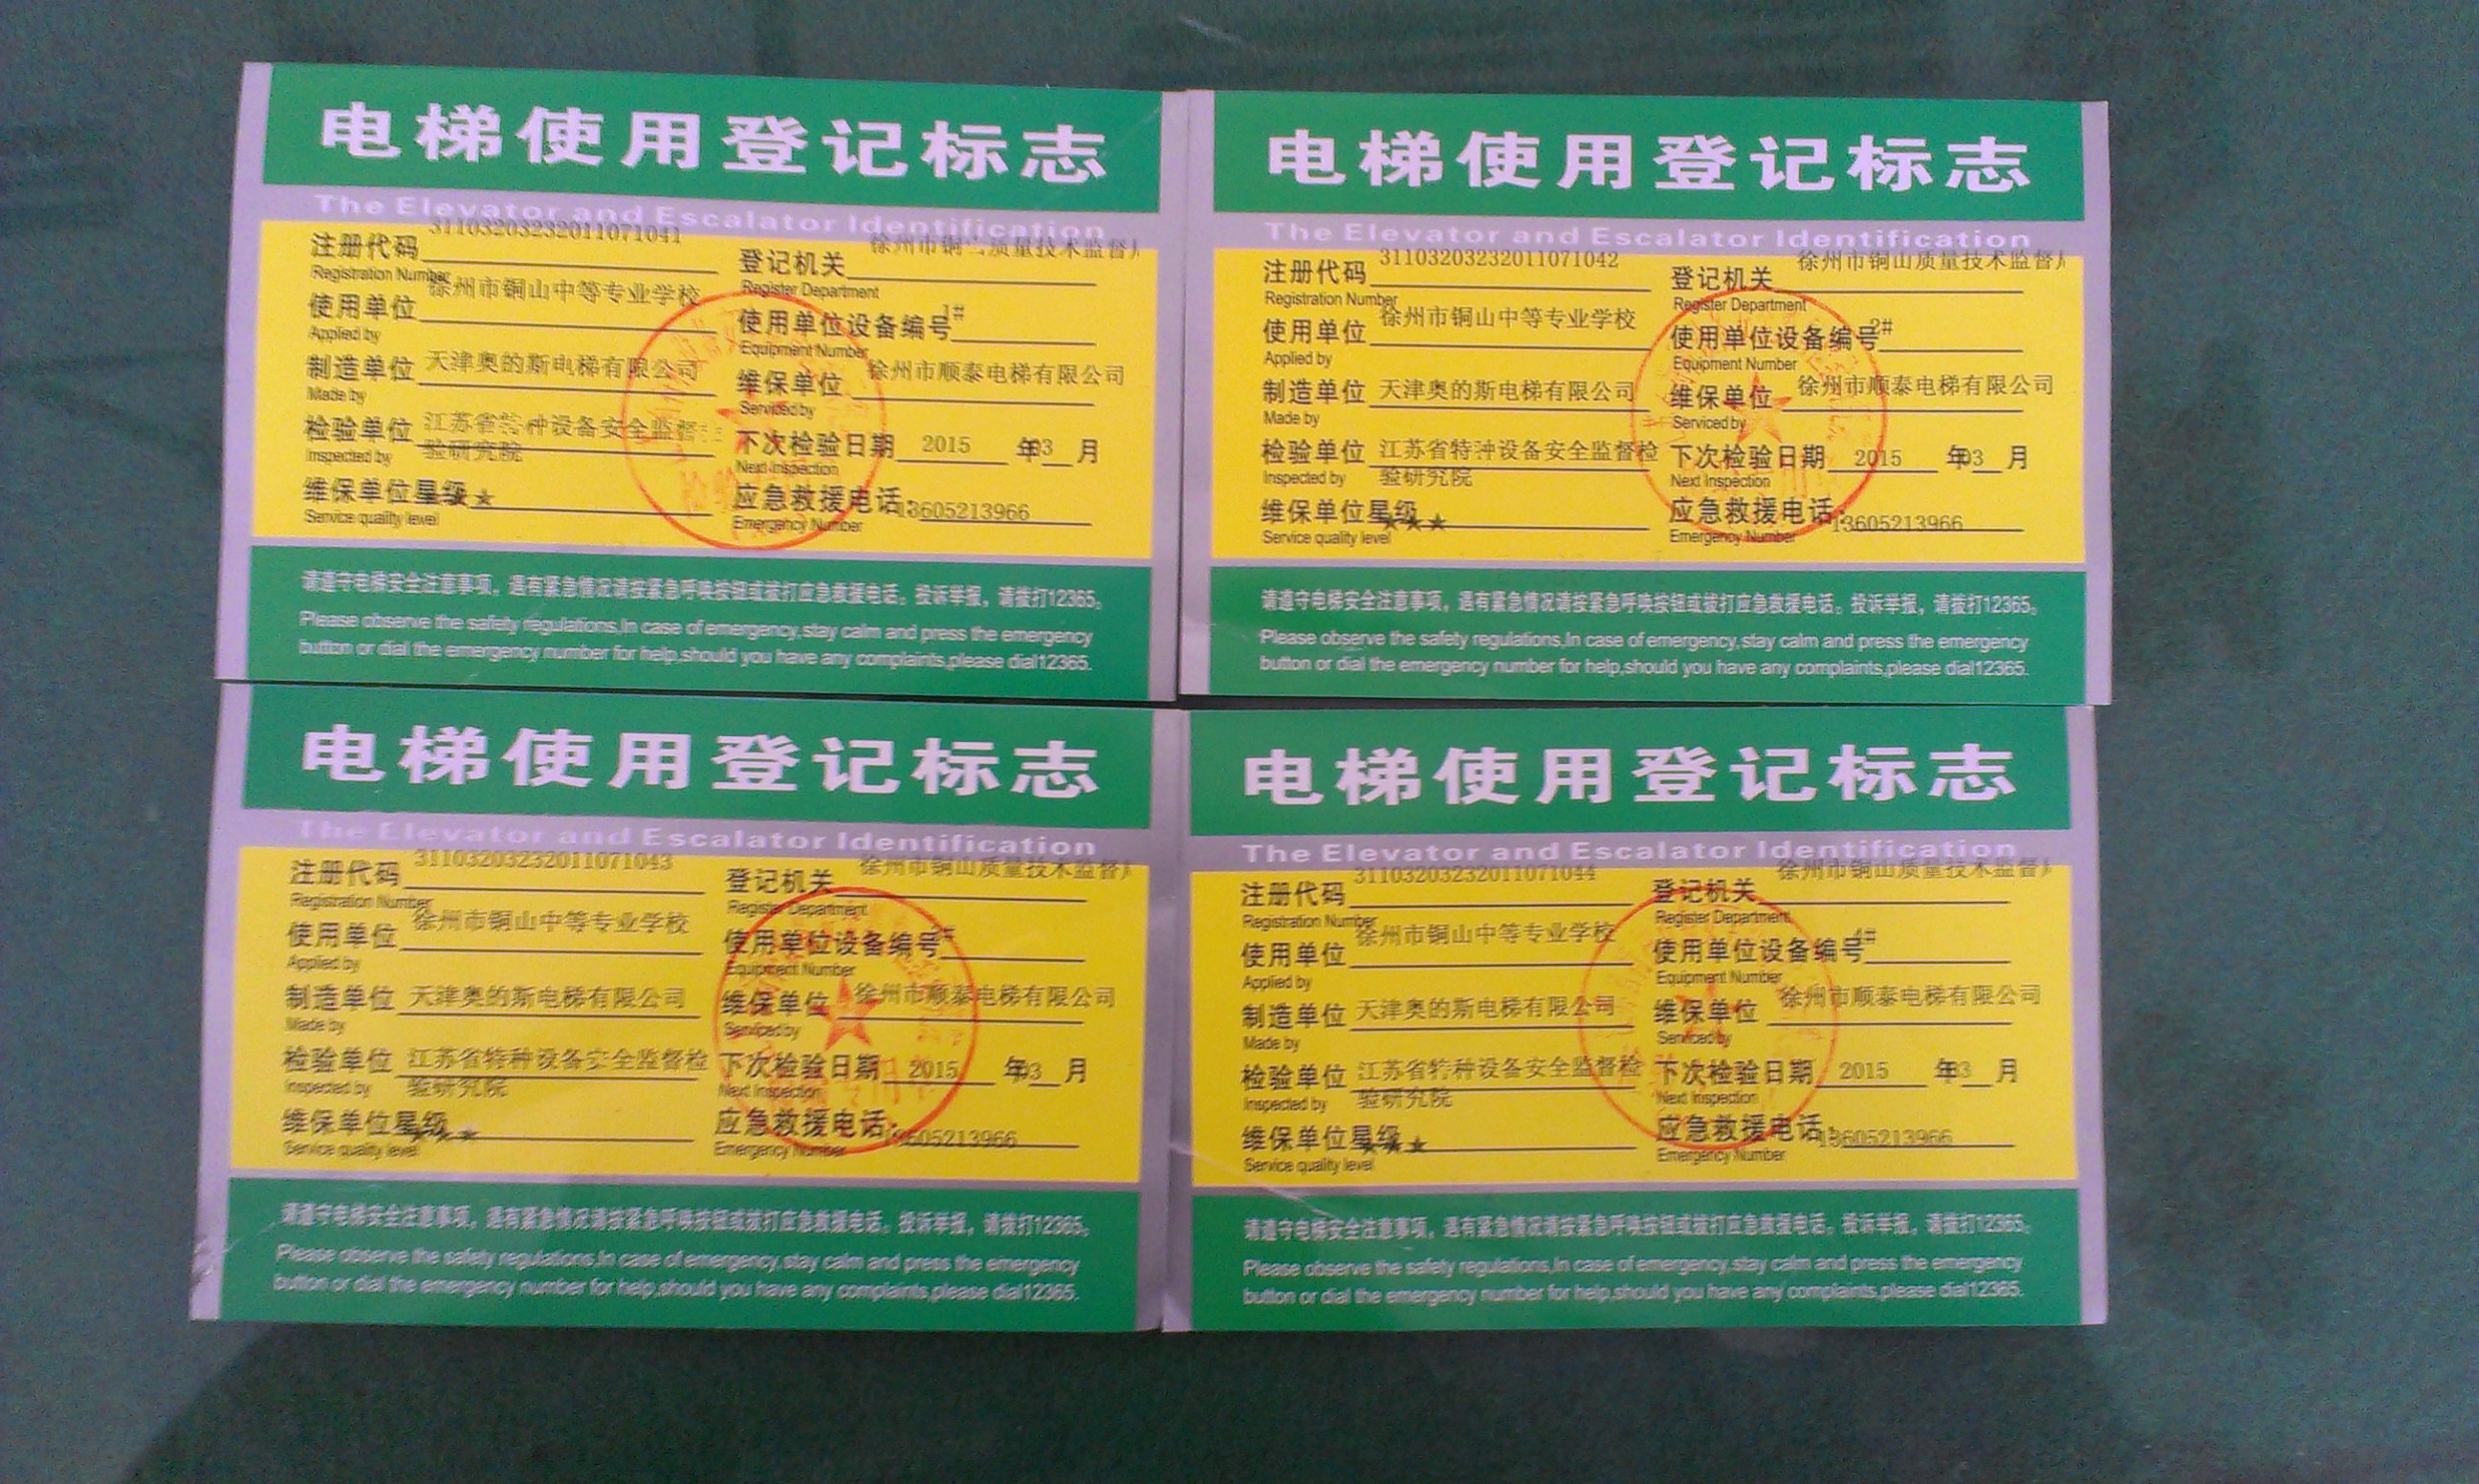 电梯使用登记标志
The Elevator and Escalator Identification
注册代码 31103203232011071041 登记机关 徐州市铜 质量技术监督
Registration Number Register Department
使用单位 徐州市铜山中等专业学校 使用单位设备编号 1#
Applied by Equipment Number
制造单位 天津奥的斯电梯有限公司 维保单位 徐州市顺泰电梯有限公司
Made by Serviced by
检验单位 江苏省特种设备安全监督 下次检验日期 2015 年 03 月
Inspected by 验研究院 Next Inspection
维保单位星级 ★★★ 应急救援电话: 13605213966
Service quality level Emergency Number
请遵守电梯安全注意事项。遇有紧急情况请按紧急呼唤按钮或拔打应急救援电话。投诉举报,请拨打12365。
Please observe the safety regulations,In case of emergency,stay calm and press the emergency
button or dial the emergency number for help,should you have any complaints,please dial12365.
电梯使用登记标志
The Elevator and Escalator Identification
注册代码 31103203232011071042 登记机关 徐州市铜山质量技术监督
Registration Number Register Department
使用单位 徐州市铜山中等专业学校 使用单位设备编号 2#
Applied by Equipment Number
制造单位 天津奥的斯电梯有限公司 维保单位 徐州市顺泰电梯有限公司
Made by Serviced by
检验单位 江苏省特种设备安全监督检 下次检验日期 2015 年 03 月
Inspected by 验研究院 Next Inspection
维保单位星级 ★★★ 应急救援电话: 13605213966
Service quality level Emergency Number
请遵守电梯安全注意事项,遇有紧急情况请按紧急呼唤按钮或拔打应急救援电话。投诉举报,请拨打12365。
Please observe the safety regulations,In case of emergency,stay calm and press the emergency
button or dial the emergency number for help,should you have any complaints,please dial12365.
电梯使用登记标志
The Elevator and Escalator Identification
注册代码 31103203232011071043 登记机关 徐州市铜山质量技术监督
Registration Number Register Department
使用单位 徐州市铜山中等专业学校 使用单位设备编号
Applied by Equipment Number
制造单位 天津奥的斯电梯有限公司 维保单位 徐州市顺泰电梯有限公司
Made by Serviced by
检验单位 江苏省特种设备安全监督检 下次检验日期 2015 年 03 月
Inspected by 验研究院 Next Inspection
维保单位星级 ★★★ 应急救援电话: 13605213966
Service quality level Emergency Number
请遵守电梯安全注意事项,遇有紧急情况请按紧急呼唤按钮或拔打应急救援电话。投诉举报,请拨打12365。
Please observe the safety regulations,In case of emergency,stay calm and press the emergency
button or dial the emergency number for help,should you have any complaints,please dial12365.
电梯使用登记标志
The Elevator and Escalator Identification
注册代码 31103203232011071044 登记机关 徐州市铜山质量技术监督
Registration Number Register Department
使用单位 徐州市铜山中等专业学校 使用单位设备编号 4#
Applied by Equipment Number
制造单位 天津奥的斯电梯有限公司 维保单位 徐州市顺泰电梯有限公司
Made by Serviced by
检验单位 江苏省特种设备安全监督检 下次检验日期 2015 年 03 月
Inspected by 验研究院 Next Inspection
维保单位星级 ★★★ 应急救援电话: 13605213966
Service quality level Emergency Number
请遵守电梯安全注意事项,遇有紧急情况请按紧急呼唤按钮或拔打应急救援电话。投诉举报,请拨打12365。
Please observe the safety regulations,In case of emergency,stay calm and press the emergency
button or dial the emergency number for help,should you have any complaints,please dial12365.